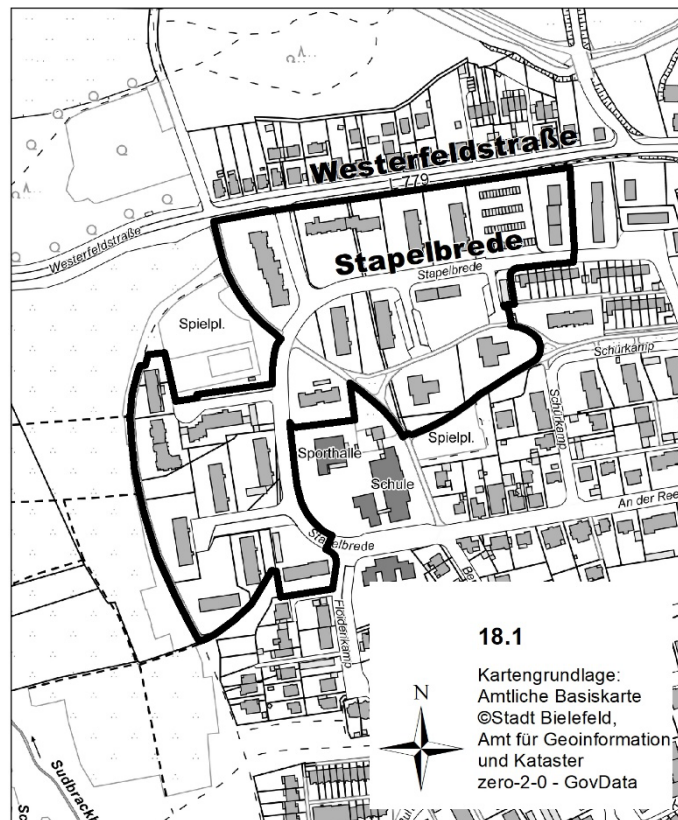 Westerfeldstraße
L 779
Westerfeldstraße
Stapelbrede
Stapelbrede
Spielpl.
Schürkamp
Schürkamp
Spielpl.
Sporthalle
Schule
An der Ree
Stapelbrede
Flöidenkamp
18.1
Kartengrundlage:
Amtliche Basiskarte
©Stadt Bielefeld,
Amt für Geoinformation
und Kataster
zero-2-0 - GovData
N